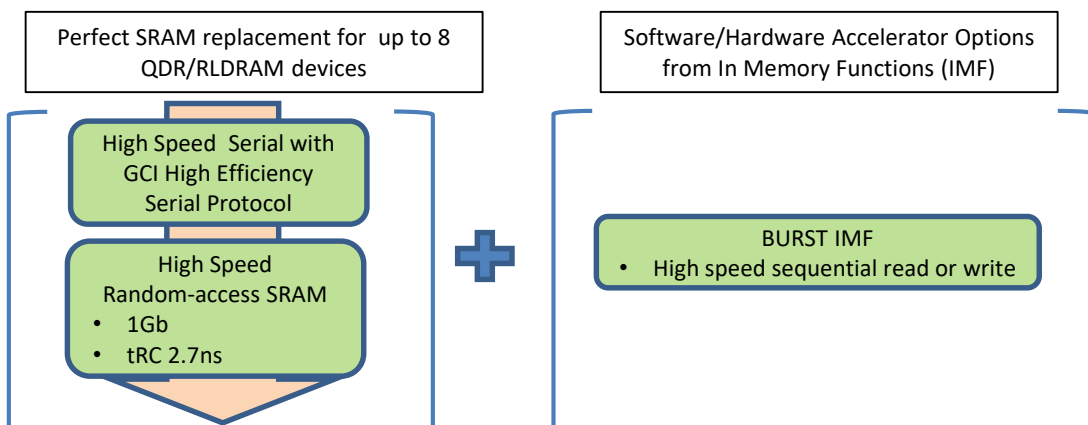 Perfect SRAM replacement for up to 8
QDR/RLDRAM devices
Software/Hardware Accelerator Options
from In Memory Functions (IMF)
High Speed Serial with
GCI High Efficiency
Serial Protocol
High Speed
Random-access SRAM
• 1Gb
• tRC 2.7ns
BURST IMF
• High speed sequential read or write